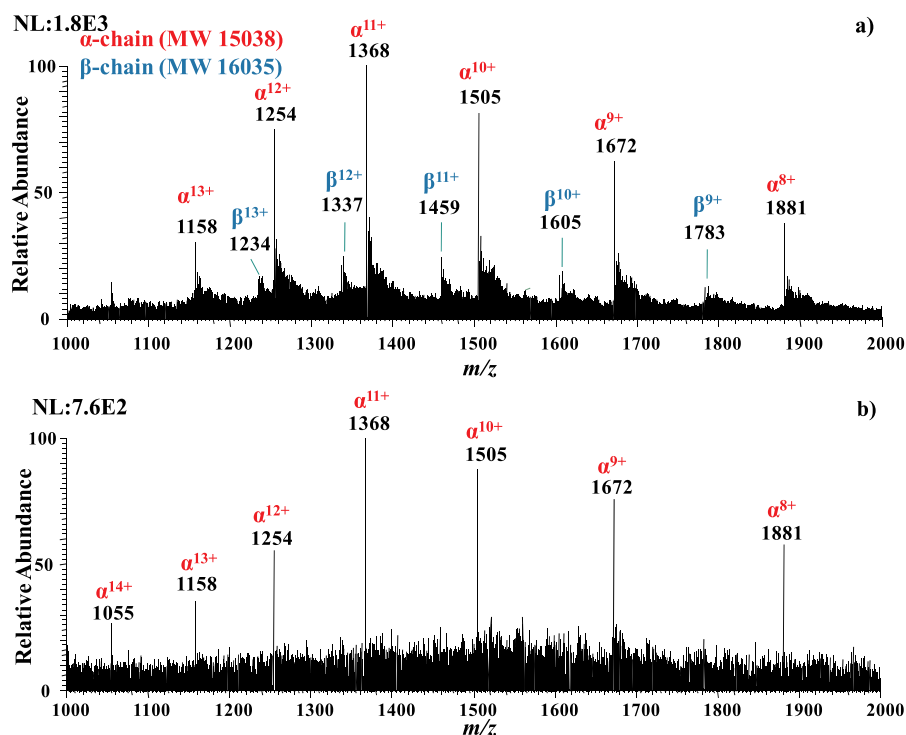 NL:1.8E3
a)
α-chain (MW 15038)
β-chain (MW 16035)
α11+
1368
α10+
1505
α12+
1254
α9+
1672
α13+
1158
β13+
1234
β12+
1337
β11+
1459
β10+
1605
β9+
1783
α8+
1881
Relative Abundance
100
50
0
1000 1100 1200 1300 1400 1500 1600 1700 1800 1900 2000
m/z
NL:7.6E2
b)
α11+
1368
α10+
1505
α9+
1672
α12+
1254
α8+
1881
α13+
1158
α14+
1055
Relative Abundance
100
50
0
1000 1100 1200 1300 1400 1500 1600 1700 1800 1900 2000
m/z